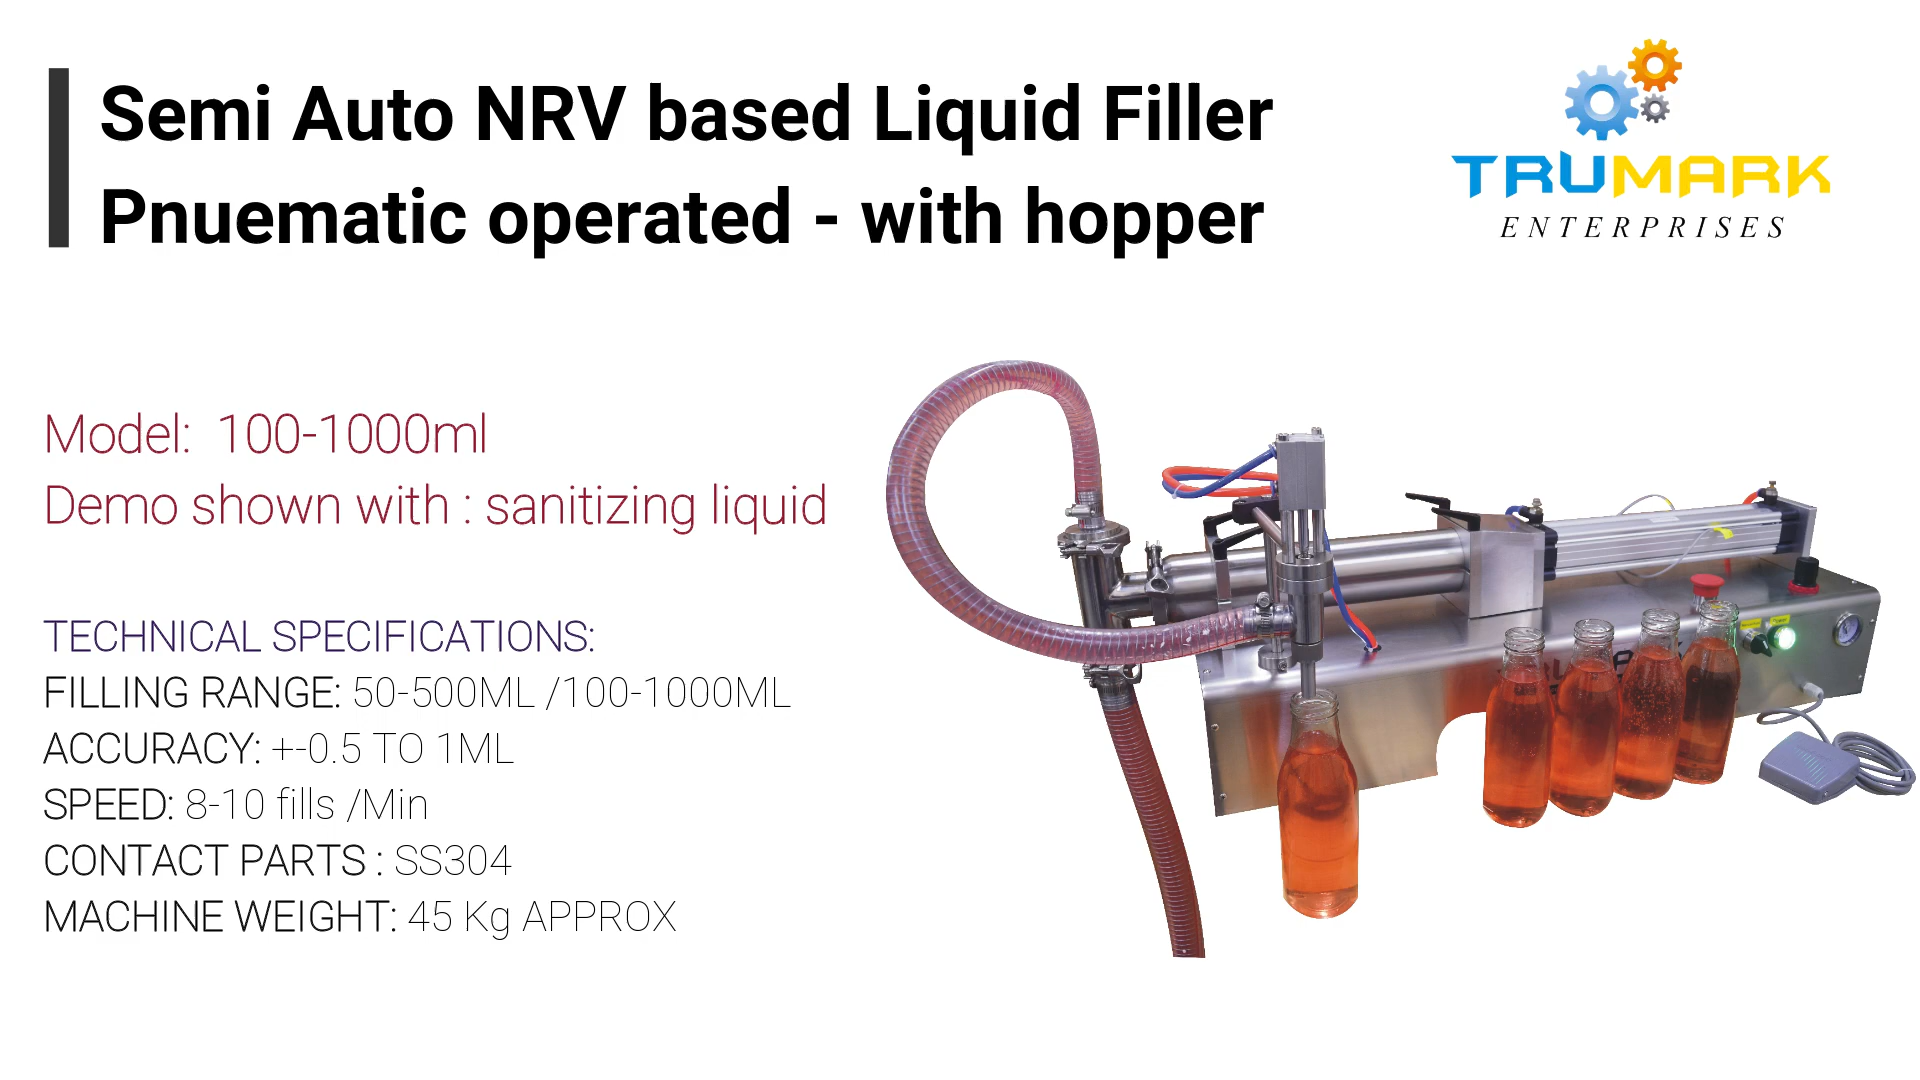 Semi Auto NRV based Liquid Filler
Pnuematic operated - with hopper
TRUMARK
ENTERPRISES
Model: 100-1000ml
Demo shown with : sanitizing liquid
TECHNICAL SPECIFICATIONS:
FILLING RANGE: 50-500ML /100-1000ML
ACCURACY: +-0.5 TO 1ML
SPEED: 8-10 fills /Min
CONTACT PARTS : SS304
MACHINE WEIGHT: 45 Kg APPROX